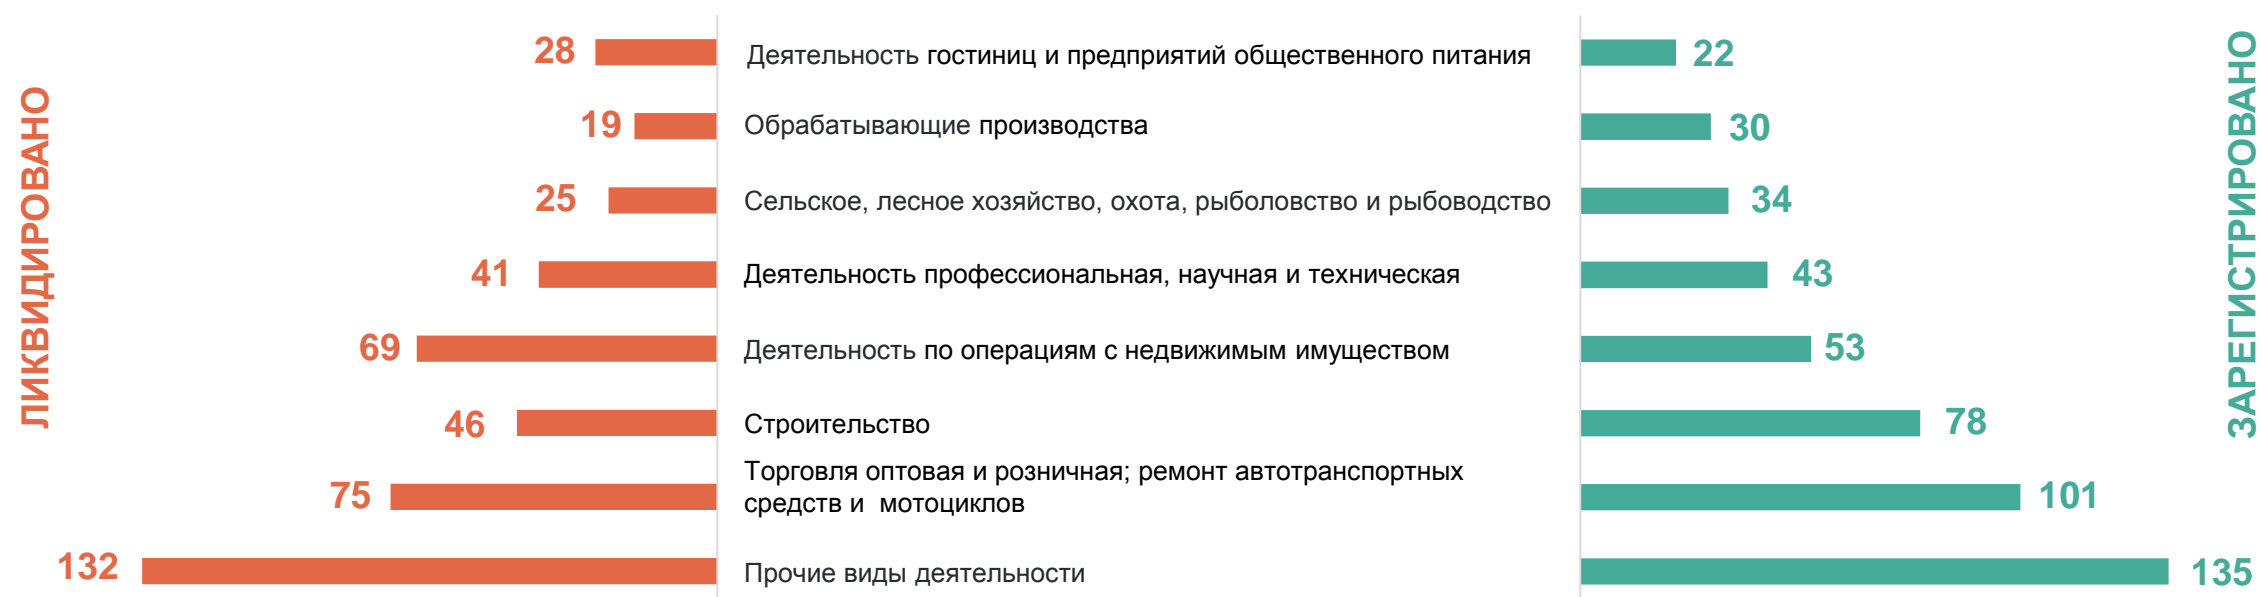 ЛИКВИДИРОВАНО
28 Деятельность гостиниц и предприятий общественного питания 22
19 Обрабатывающие производства 30
25 Сельское, лесное хозяйство, охота, рыболовство и рыбоводство 34
41 Деятельность профессиональная, научная и техническая 43
69 Деятельность по операциям с недвижимым имуществом 53
46 Строительство 78
Торговля оптовая и розничная; ремонт автотранспортных
75 средств и мотоциклов 101
132 Прочие виды деятельности 135
ЗАРЕГИСТРИРОВАНО